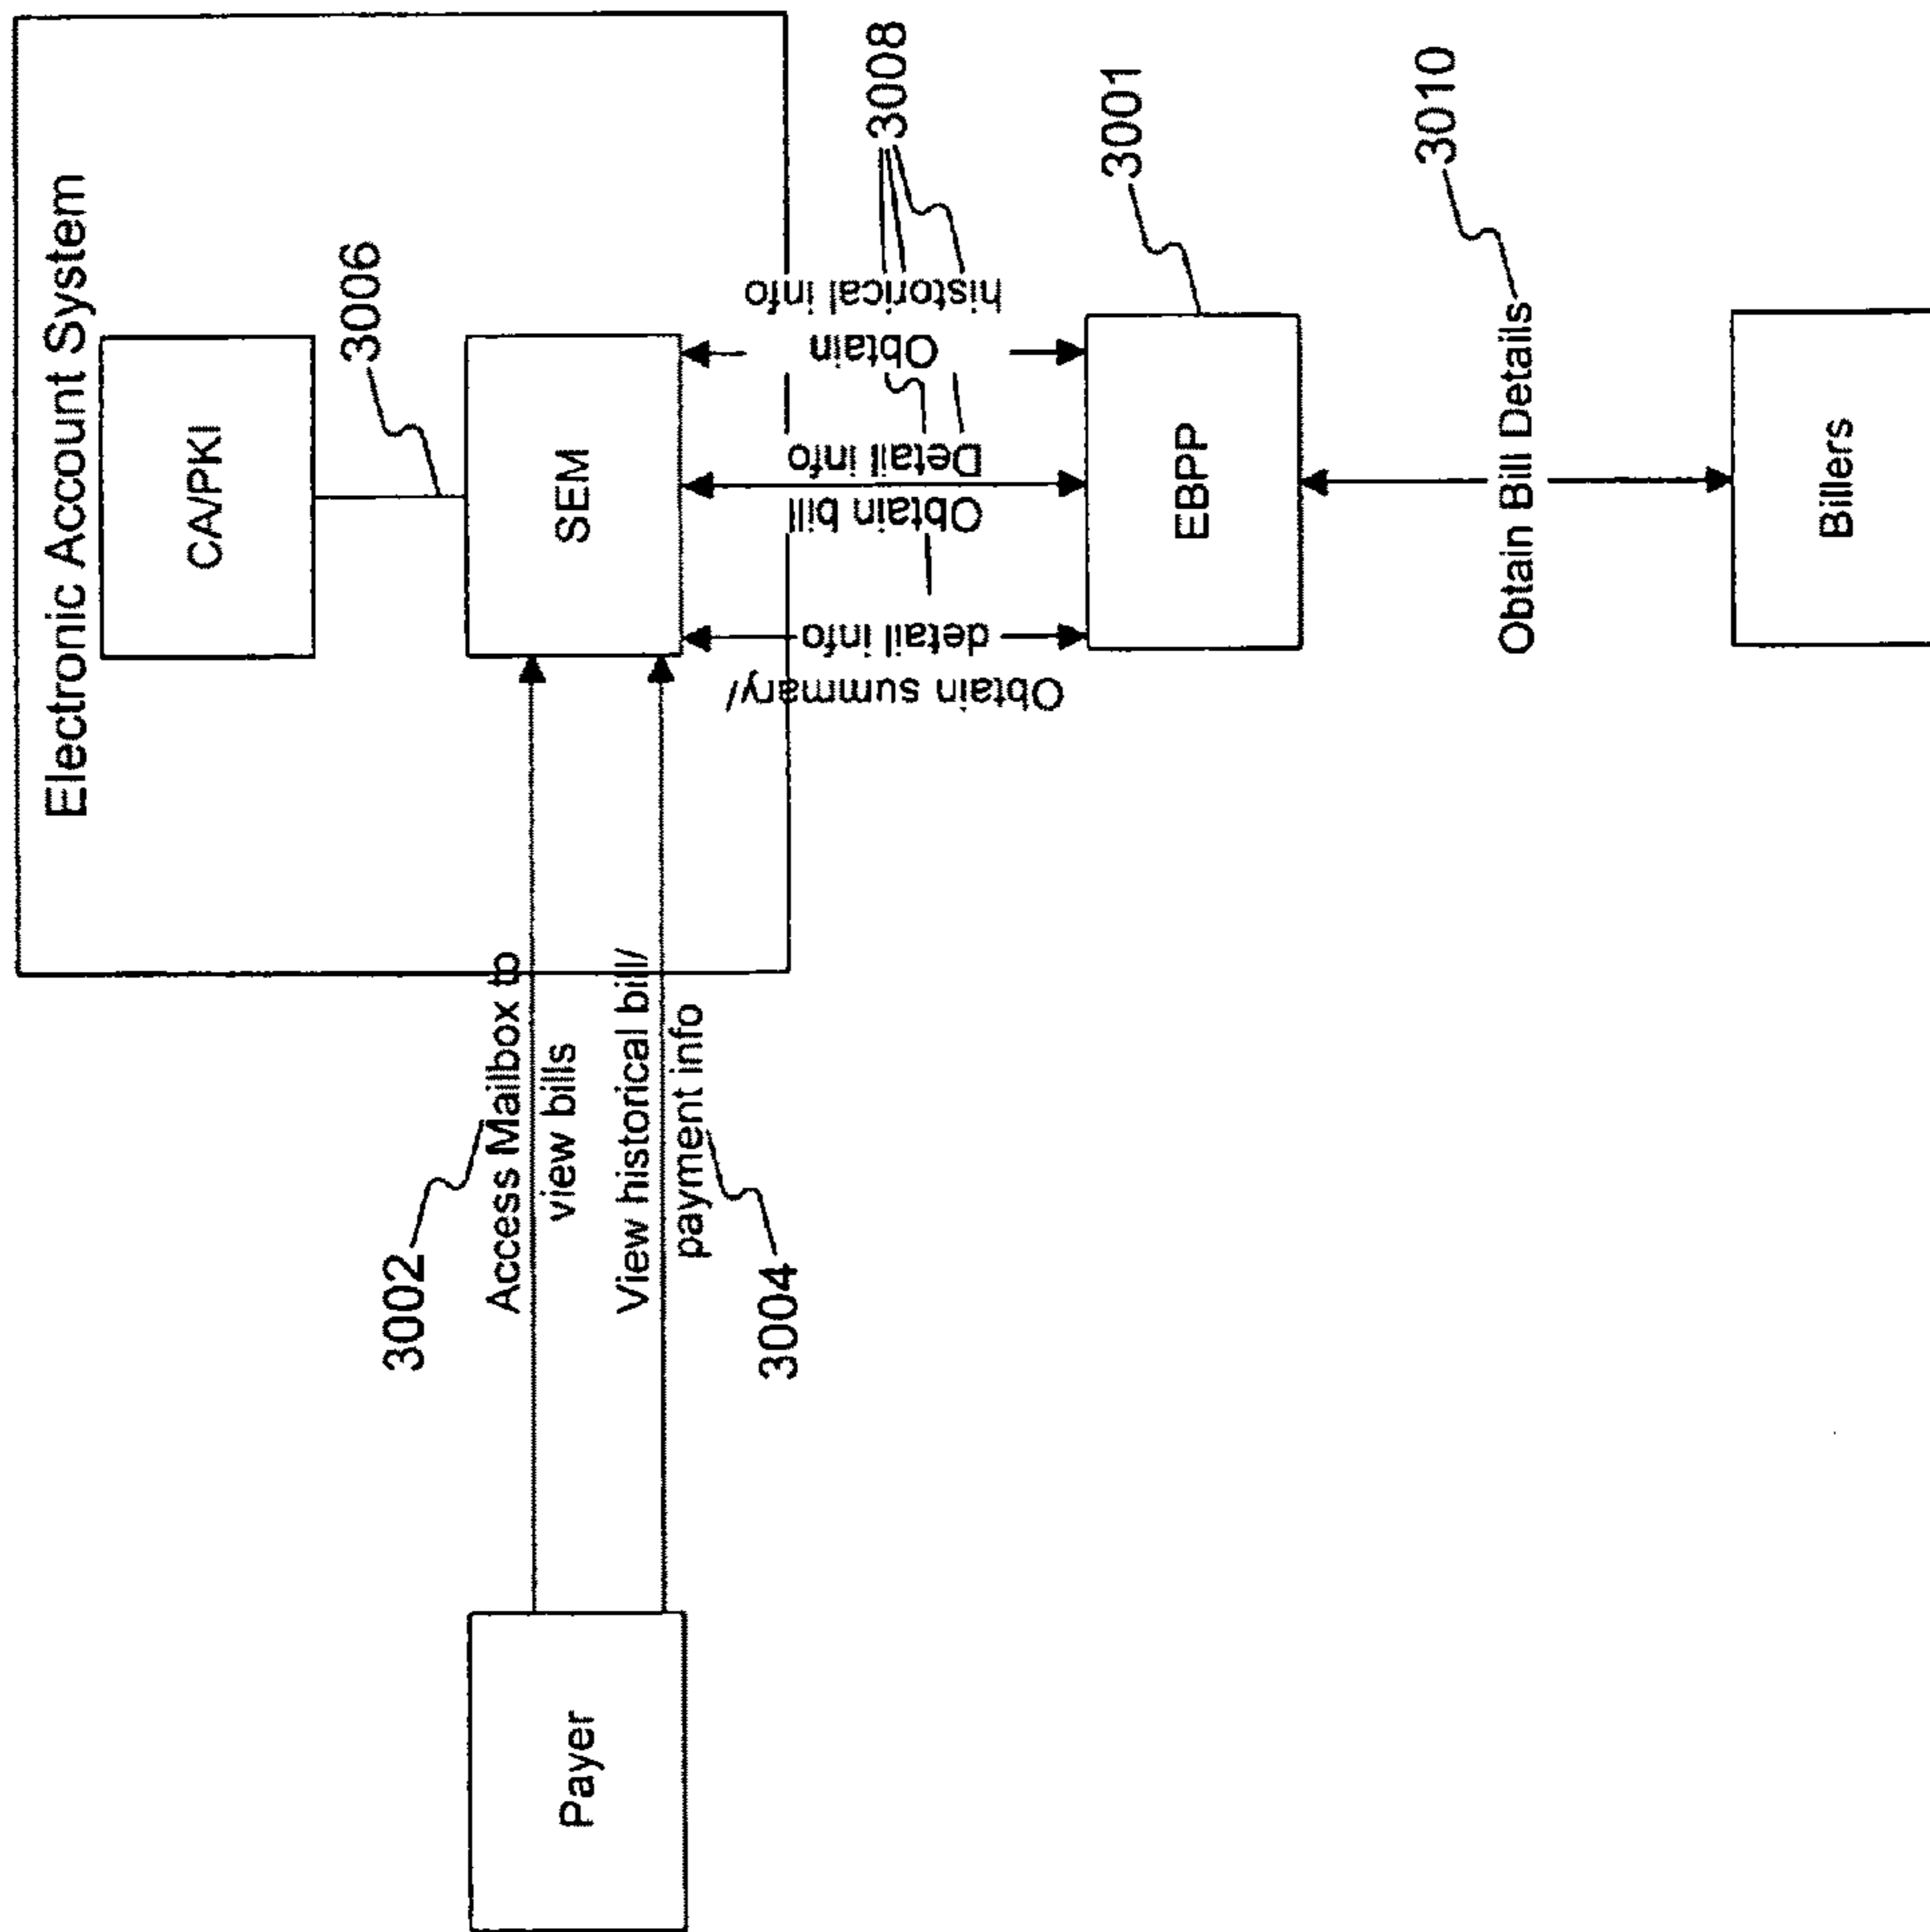 Electronic Account System
CA/PKI
3006
SEM
3002
Access Mailbox to
view bills
View historical bill/
payment info
3004
Payer
Obtain summary/
detail info
Obtain bill
Detail info
Obtain
historical info
3008
EBPP
3001
Obtain Bill Details
3010
Billers